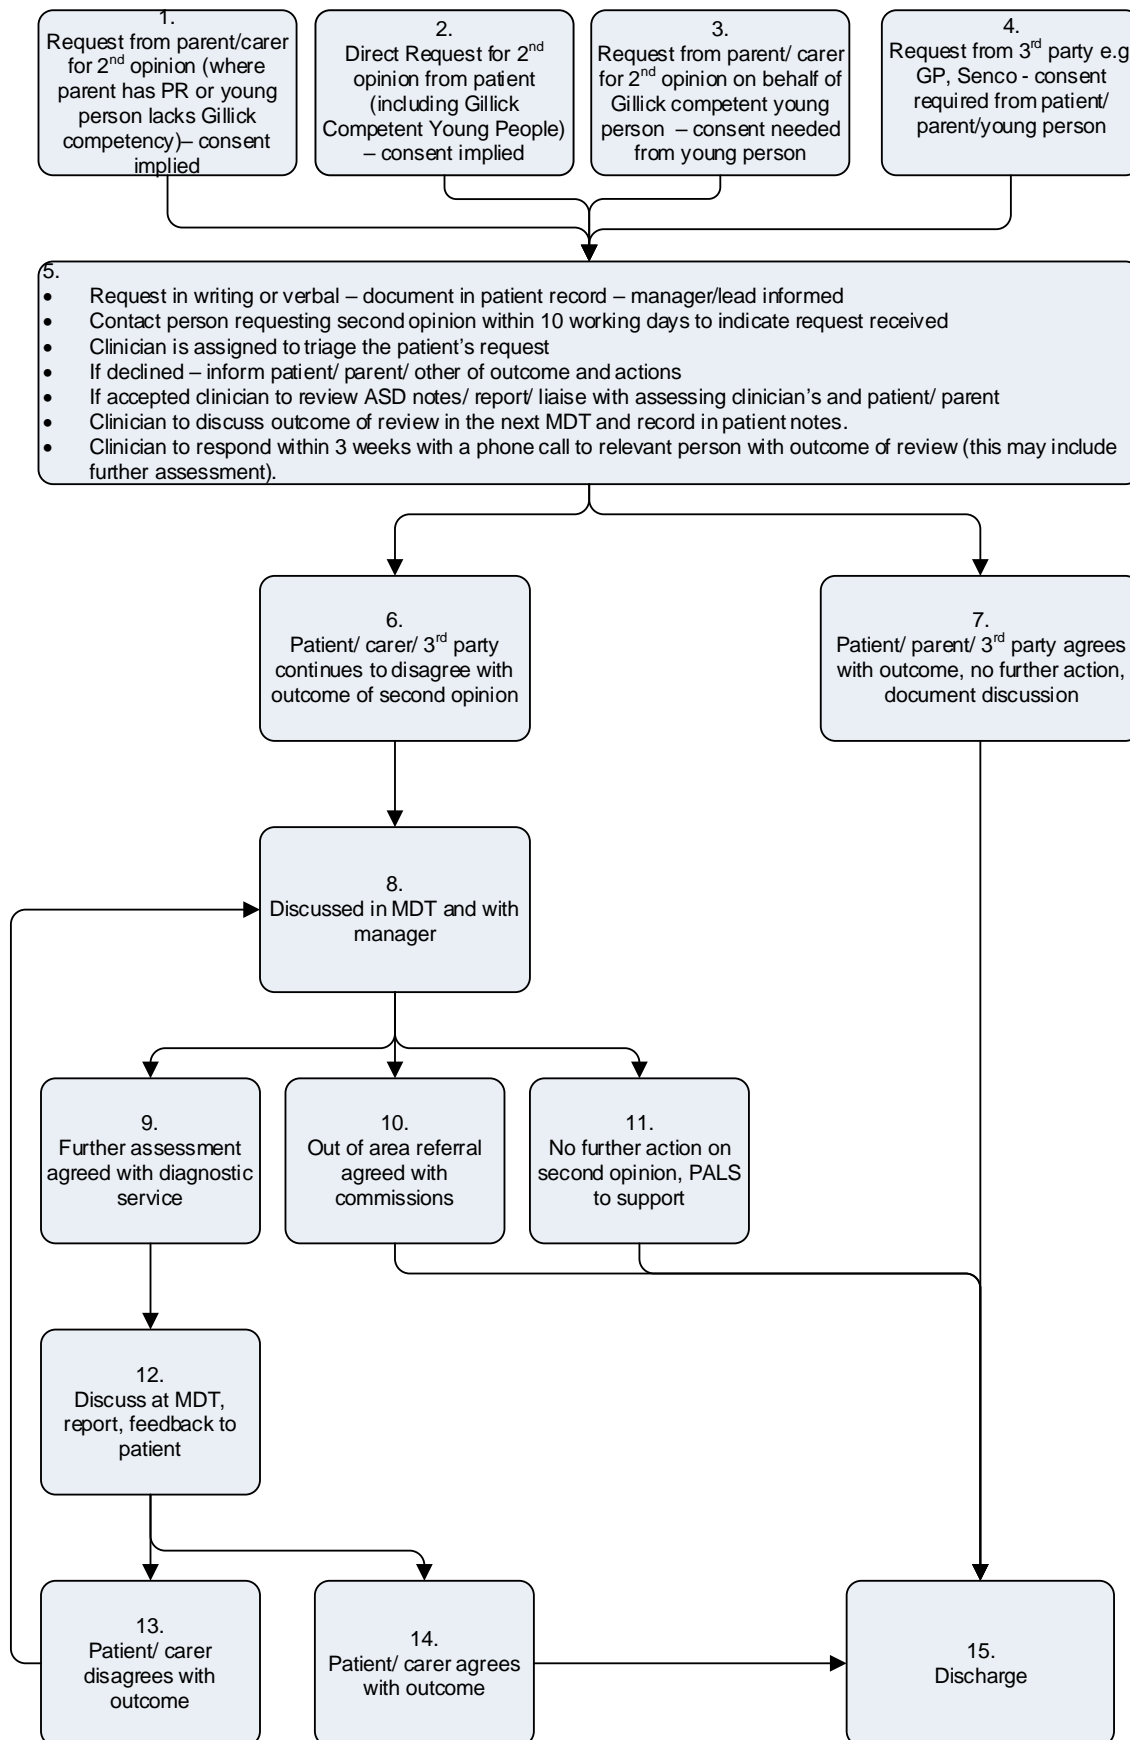 1.
Request from parent/carer
for 2nd opinion (where
parent has PR or young
person lacks Gillick
competency)– consent
implied
2.
Direct Request for 2nd
opinion from patient
(including Gillick
Competent Young People)
– consent implied
3.
Request from parent/ carer
for 2nd opinion on behalf of
Gillick competent young
person – consent needed
from young person
4.
Request from 3rd party e.g
GP, Senco - consent
required from patient/
parent/young person
5.
• Request in writing or verbal – document in patient record – manager/lead informed
• Contact person requesting second opinion within 10 working days to indicate request received
• Clinician is assigned to triage the patient's request
• If declined – inform patient/ parent/ other of outcome and actions
• If accepted clinician to review ASD notes/ report/ liaise with assessing clinician's and patient/ parent
• Clinician to discuss outcome of review in the next MDT and record in patient notes.
• Clinician to respond within 3 weeks with a phone call to relevant person with outcome of review (this may include
further assessment).
6.
Patient/ carer/ 3rd party
continues to disagree with
outcome of second opinion
7.
Patient/ parent/ 3rd party agrees
with outcome, no further action,
document discussion
8.
Discussed in MDT and with
manager
9.
Further assessment
agreed with diagnostic
service
10.
Out of area referral
agreed with
commissions
11.
No further action on
second opinion, PALS
to support
12.
Discuss at MDT,
report, feedback to
patient
13.
Patient/ carer
disagrees with
outcome
14.
Patient/ carer agrees
with outcome
15.
Discharge